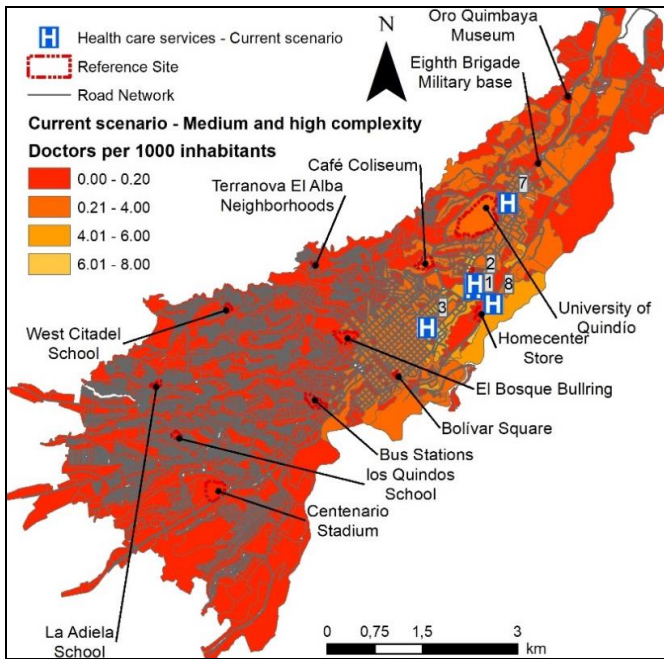 H Health care services - Current scenario
Reference Site
Road Network
Current scenario - Medium and high complexity
Doctors per 1000 inhabitants
0.00 - 0.20
0.21 - 4.00
4.01 - 6.00
6.01 - 8.00
N
Oro Quimbaya
Museum
Eighth Brigade
Military base
Café Coliseum
Terranova El Alba
Neighborhoods
7
H
2
H
1
8
H
3
H
West Citadel
School
University of
Quindío
Homecenter
Store
El Bosque Bullring
Bolívar Square
Bus Stations
los Quindos
School
Centenario
Stadium
La Adiela
School
0 0,75 1,5 3
km